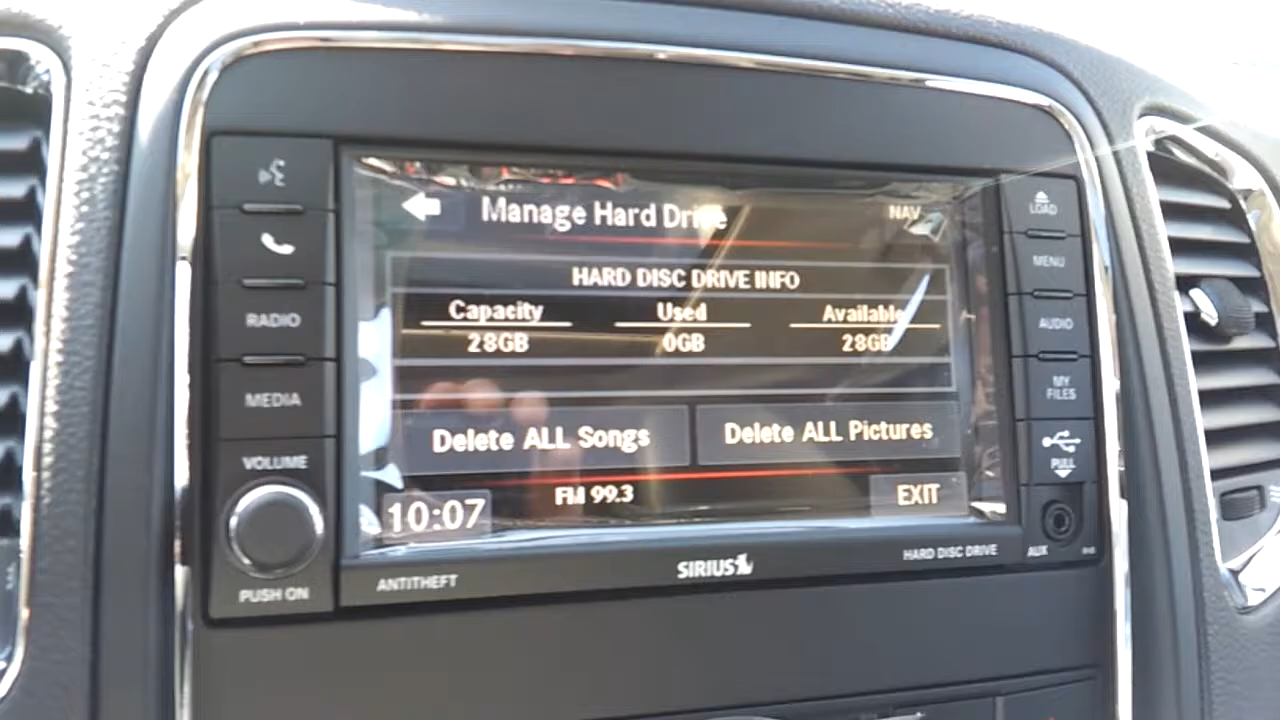 Manage Hard Drive
NAV
HARD DISC DRIVE INFO
Capacity Used Available
28GB 0GB 28GB
Delete ALL Songs
Delete ALL Pictures
10:07
FM 99.3
EXIT
RADIO
MEDIA
VOLUME
PUSH ON
LOAD
MENU
AUDIO
MY
FILES
PULL
AUX
ANTITHEFT
SIRIUS
HARD DISC DRIVE